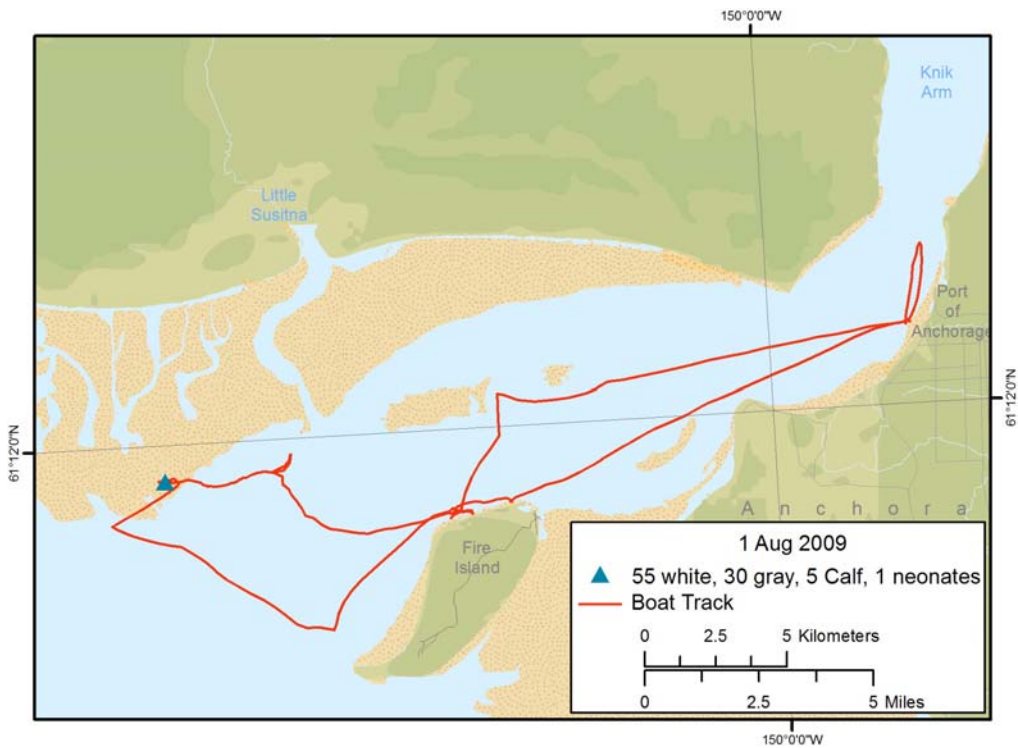 150°0'0"W
Knik
Arm
Little
Susitna
Port
of
Anchorage
61°12'0"N
61°12'0"N
Anchora
Fire
Island
1 Aug 2009
55 white, 30 gray, 5 Calf, 1 neonates
Boat Track
0 2.5 5 Kilometers
0 2.5 5 Miles
150°0'0"W